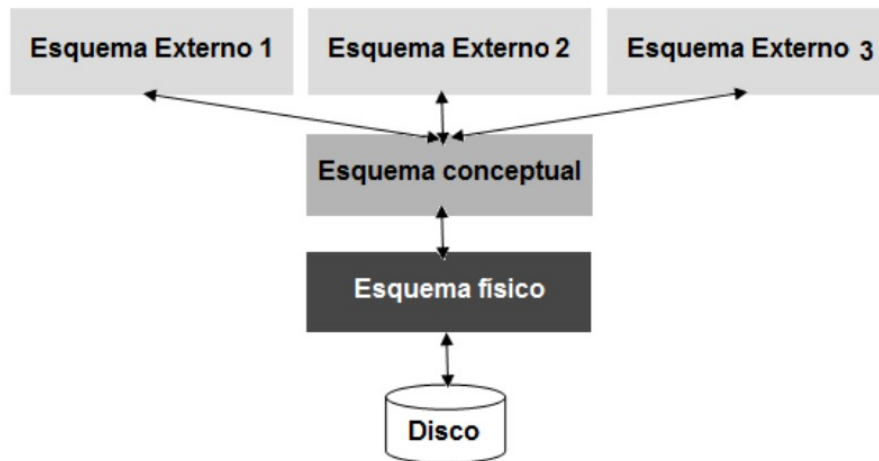 Esquema Externo 1
Esquema Externo 2
Esquema Externo 3
Esquema conceptual
Esquema físico
Disco